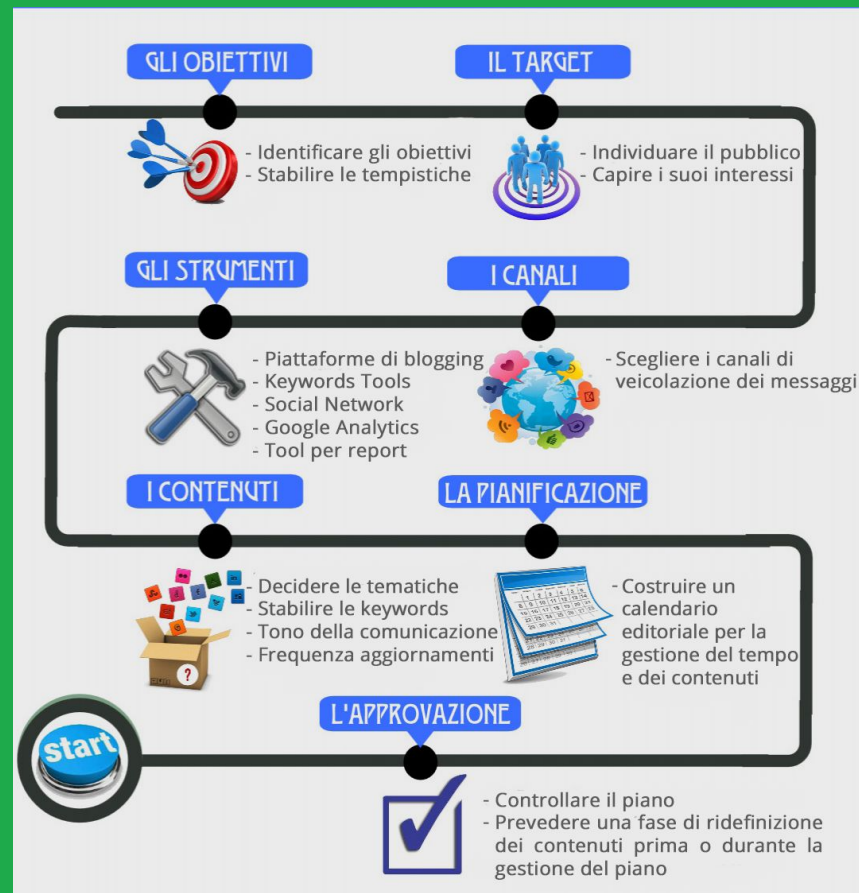 GLI OBIETTIVI
- Identificare gli obiettivi
- Stabilire le tempistiche
IL TARGET
- Individuare il pubblico
- Capire i suoi interessi
I CANALI
- Scegliere i canali di
veicolazione dei messaggi
GLI STRUMENTI
- Piattaforme di blogging
- Keywords Tools
- Social Network
- Google Analytics
- Tool per report
I CONTENUTI
- Decidere le tematiche
- Stabilire le keywords
- Tono della comunicazione
- Frequenza aggiornamenti
?
LA PIANIFICAZIONE
- Costruire un
calendario
editoriale per la
gestione del tempo
e dei contenuti
L'APPROVAZIONE
- Controllare il piano
- Prevedere una fase di ridefinizione
dei contenuti prima o durante la
gestione del piano
start